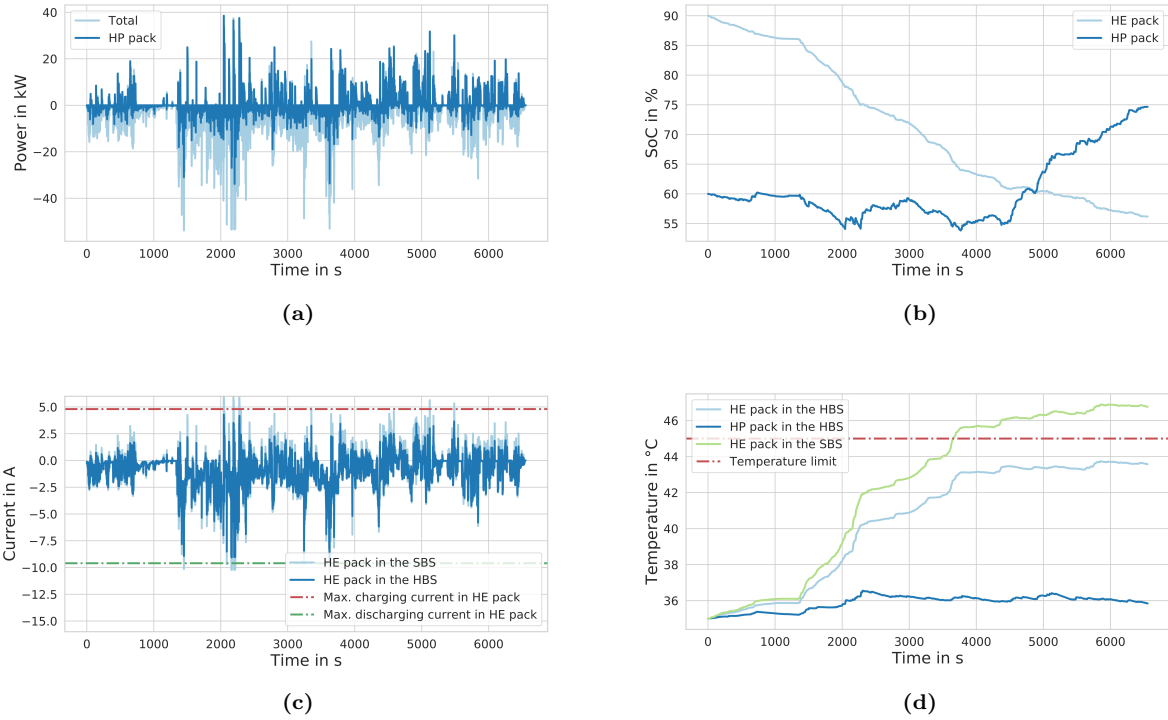 40
20
0
−20
−40
Power in kW
Total
HP pack
0
1000
2000
3000
4000
5000
6000
Time in s
(a)
90
85
80
75
70
65
60
55
SoC in %
HE pack
HP pack
0
1000
2000
3000
4000
5000
6000
Time in s
(b)
5.0
2.5
0.0
−2.5
−5.0
−7.5
−10.0
−12.5
−15.0
Current in A
HE pack in the SBS
HE pack in the HBS
Max. charging current in HE pack
Max. discharging current in HE pack
0
1000
2000
3000
4000
5000
6000
Time in s
(c)
46
44
42
40
38
36
Temperature in °C
HE pack in the HBS
HP pack in the HBS
HE pack in the SBS
Temperature limit
0
1000
2000
3000
4000
5000
6000
Time in s
(d)